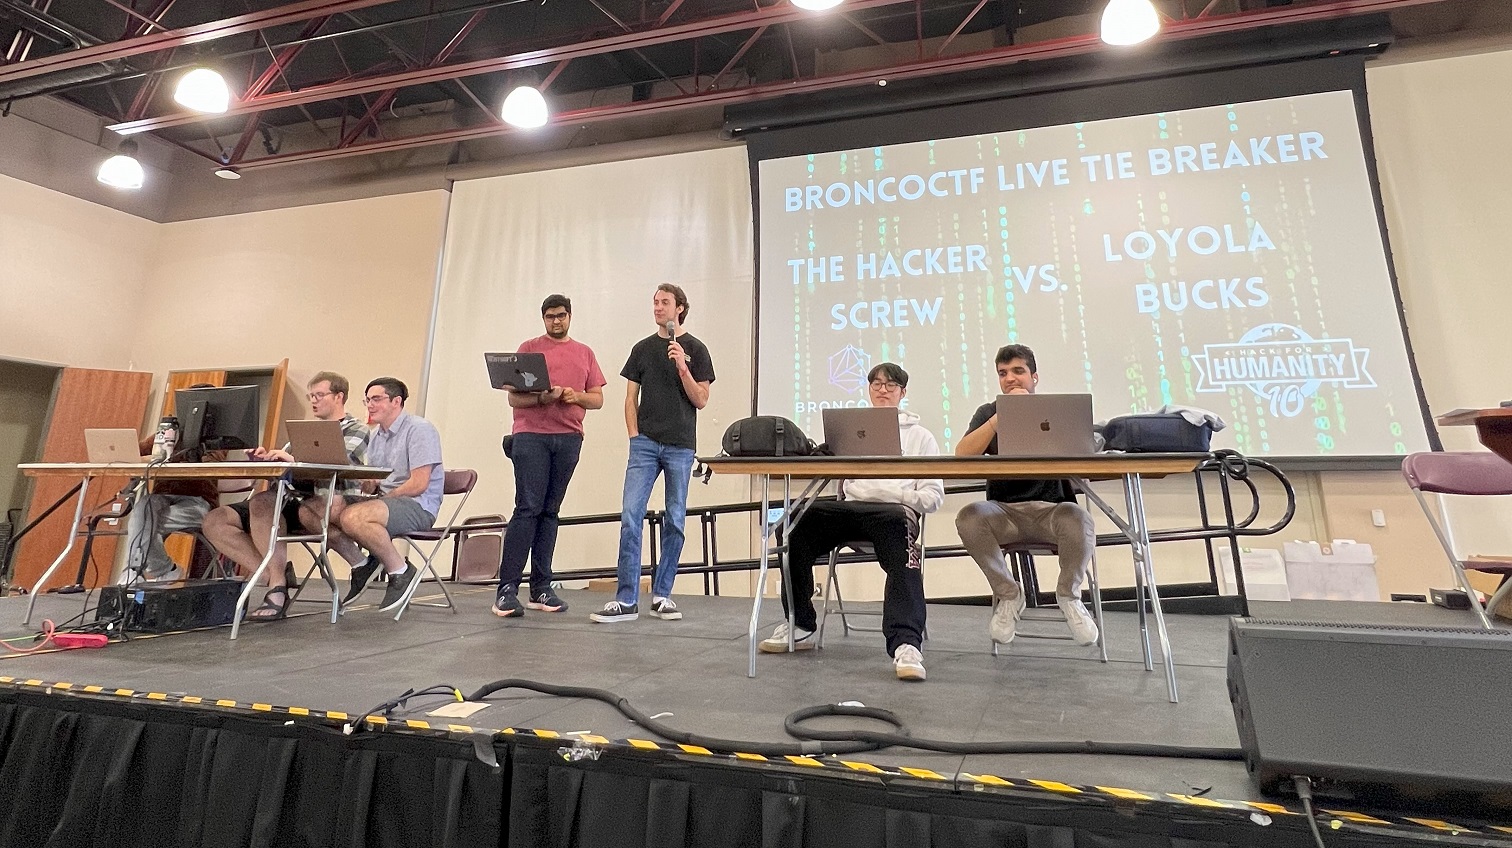 BRONCOCTF LIVE TIE BREAKER
THE HACKER
SCREW
VS.
LOYOLA
BUCKS
HACK FOR
HUMANITY
10